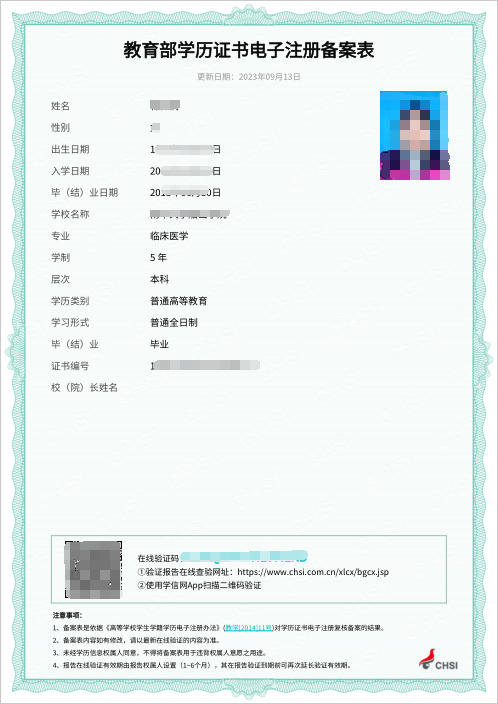 教育部学历证书电子注册备案表
更新日期：2023年09月13日
姓名
性别
出生日期 1 日
入学日期 20 日
毕（结）业日期 20 日
学校名称
专业 临床医学
学制 5 年
层次 本科
学历类别 普通高等教育
学习形式 普通全日制
毕（结）业 毕业
证书编号 1
校（院）长姓名
在线验证码
①验证报告在线查验网址：https://www.chsi.com.cn/xlcx/bgcx.jsp
②使用学信网App扫描二维码验证
注意事项：
1、备案表是依据《高等学校学生学籍学历电子注册办法》(教学[2014]11号)对学历证书电子注册复核备案的结果。
2、备案表内容如有修改，请以最新在线验证的内容为准。
3、未经学历信息权属人同意，不得将备案表用于违背权属人意愿之用途。
4、报告在线验证有效期由报告权属人设置（1~6个月），其在报告验证到期前可再次延长验证有效期。
CHSI